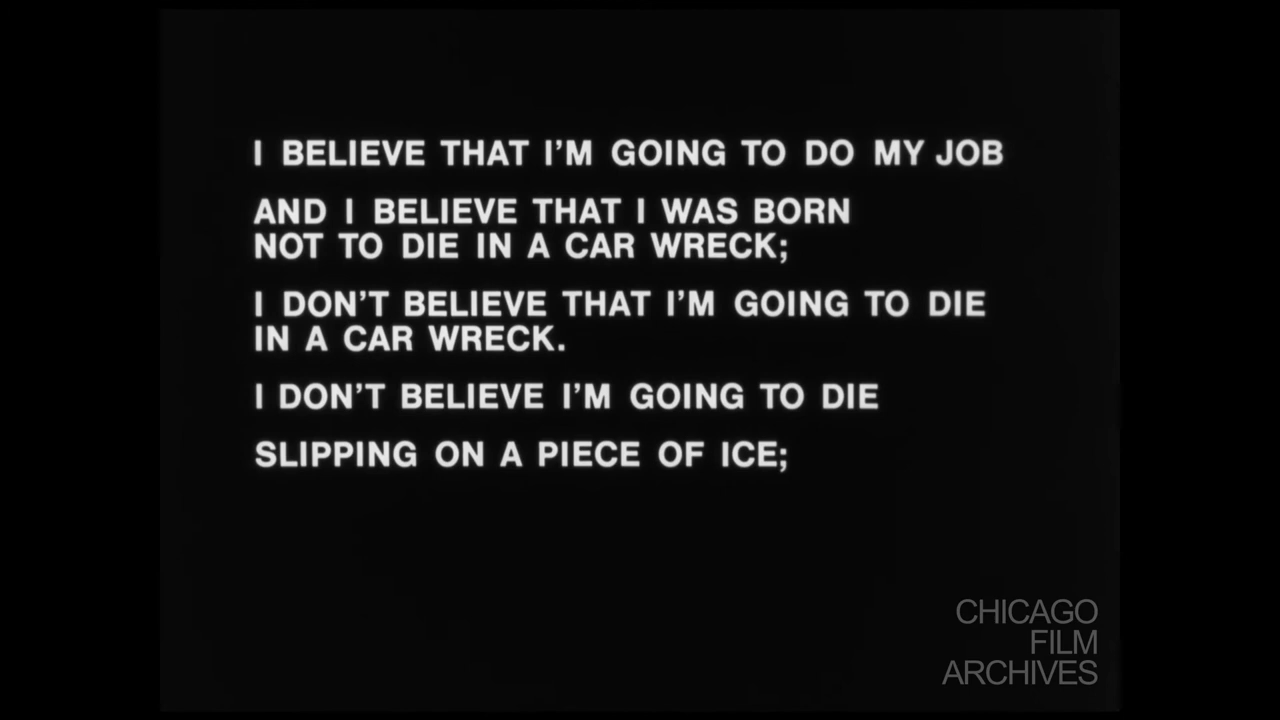 I BELIEVE THAT I'M GOING TO DO MY JOB
AND I BELIEVE THAT I WAS BORN
NOT TO DIE IN A CAR WRECK;
I DON'T BELIEVE THAT I'M GOING TO DIE
IN A CAR WRECK.
I DON'T BELIEVE I'M GOING TO DIE
SLIPPING ON A PIECE OF ICE;
CHICAGO
FILM
ARCHIVES